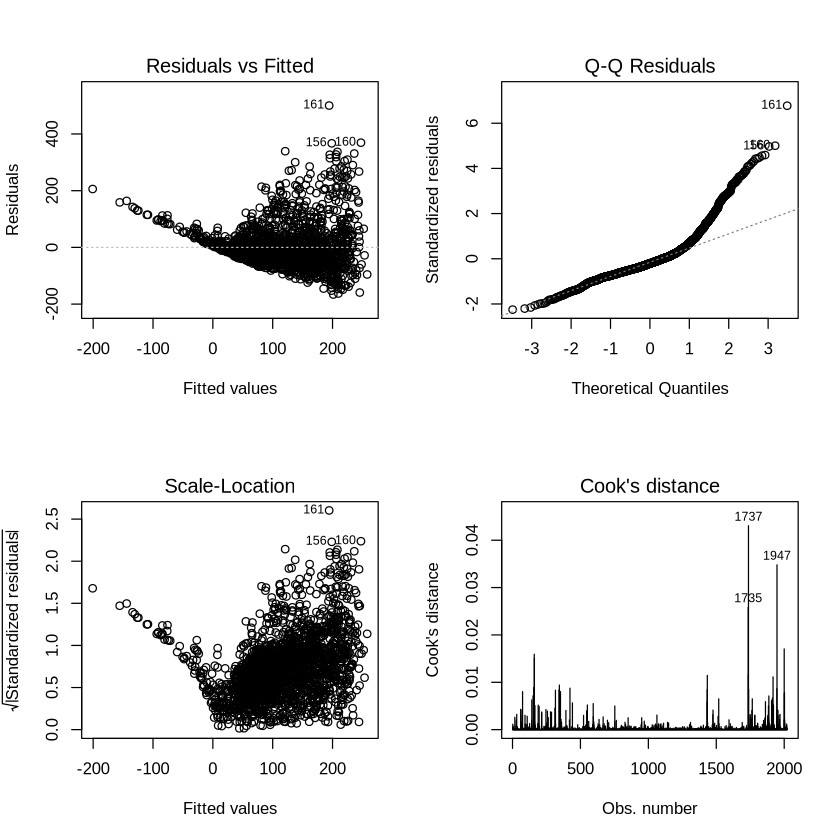 Residuals vs Fitted
Residuals
400
200
0
-200
161
156 160
-200 -100 0 100 200
Fitted values
Q-Q Residuals
Standardized residuals
6
4
2
0
-2
161
-3 -2 -1 0 1 2 3
Theoretical Quantiles
Scale-Location
√|Standardized residuals|
2.5
2.0
1.5
1.0
0.5
0.0
161
156 160
-200 -100 0 100 200
Fitted values
Cook's distance
Cook's distance
0.04
0.03
0.02
0.01
0.00
1737
1947
1735
0 500 1000 1500 2000
Obs. number